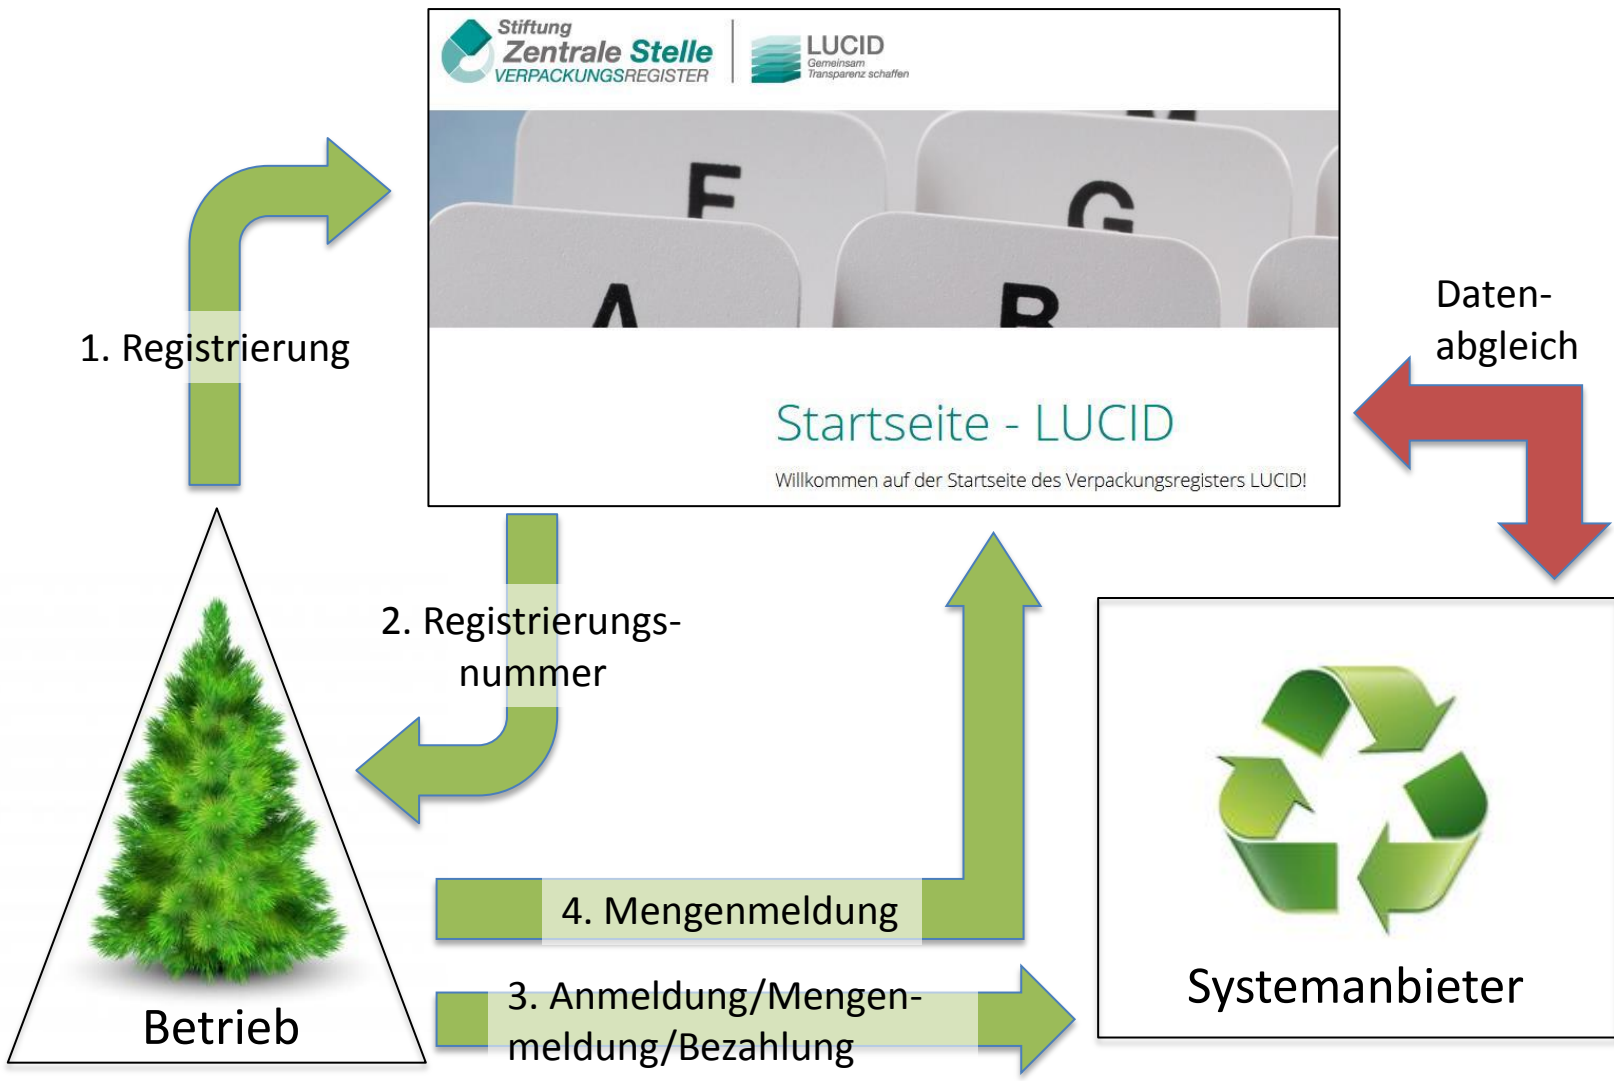 Stiftung
Zentrale Stelle
VERPACKUNGSREGISTER
LUCID
Gemeinsam
Transparenz schaffen
F
G
A
B
Daten-
abgleich
1. Registrierung
Startseite - LUCID
Willkommen auf der Startseite des Verpackungsregisters LUCID!
2. Registrierungs-
nummer
4. Mengenmeldung
3. Anmeldung/Mengen-
meldung/Bezahlung
Betrieb
Systemanbieter